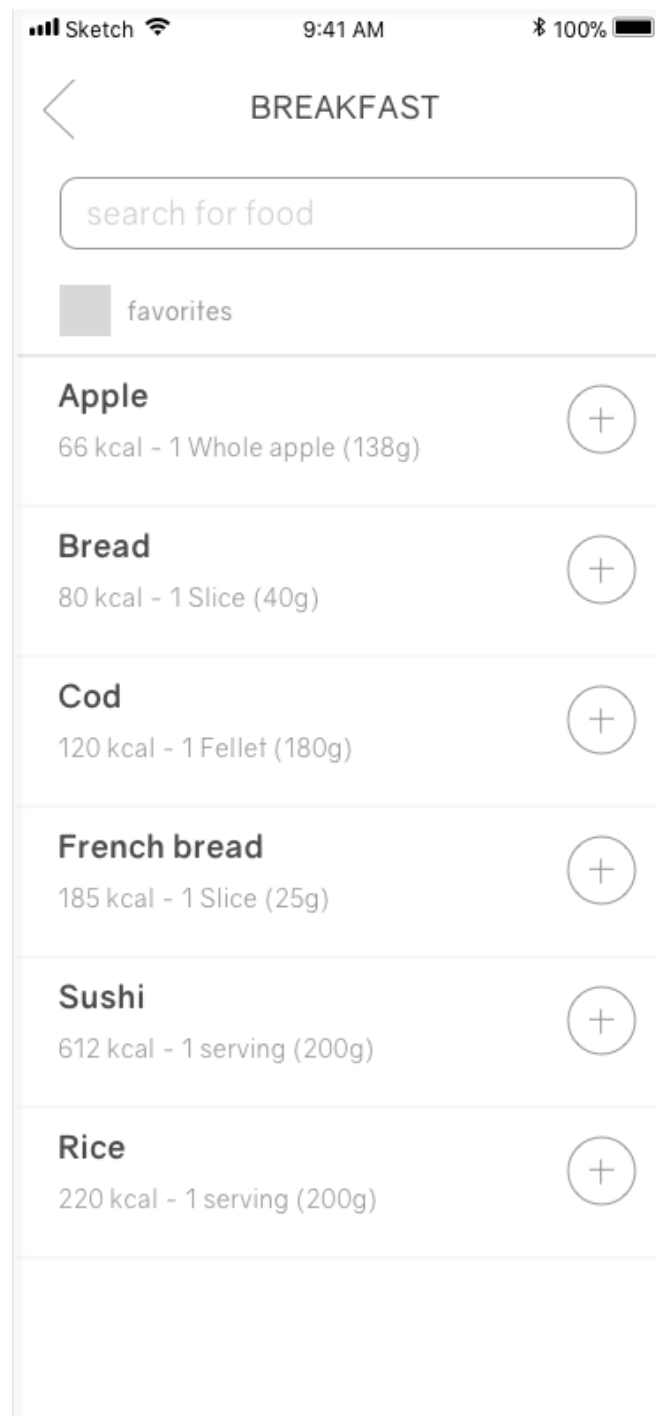 Sketch 9:41 AM 100%
BREAKFAST
search for food
favorites
Apple
66 kcal - 1 Whole apple (138g)
Bread
80 kcal - 1 Slice (40g)
Cod
120 kcal - 1 Fellet (180g)
French bread
185 kcal - 1 Slice (25g)
Sushi
612 kcal - 1 serving (200g)
Rice
220 kcal - 1 serving (200g)